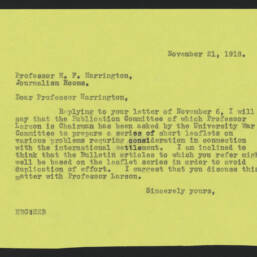 November 21, 1918.
Professor H. F. Harrington,
Journalism Rooms.
Dear Professor Harrington,
Replying to your letter of November 6, I will
say that the Publication Committee of which Professor
Larson is Chairman has been asked by the University War
Committee to prepare a series of short leaflets on
various problems requiring consideration in connection
with the international settlement. I am inclined to
think that the Bulletin articles to which you refer might
well be based on the leaflet series in order to avoid
duplication of effort. I suggest that you discuss this
matter with Professor Larson.
Sincerely yours,